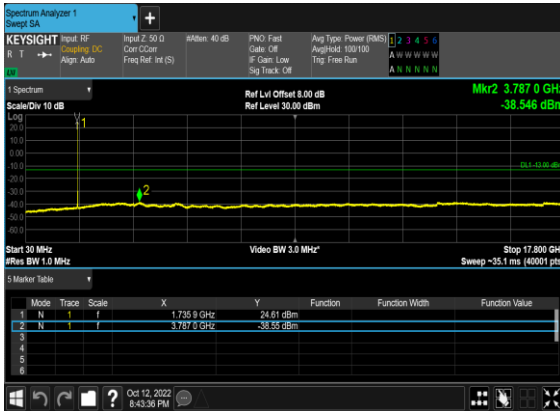 Spectrum Analyzer 1
Swept SA
+
KEYSIGHT Input: RF Input Z: 50 Ω #Atten: 40 dB PNO: Fast Avg Type: Power (RMS) 1 2 3 4 5 6
R T Coupling: DC Corr CCorr Gate: Off Avg|Hold: 100/100 A W W W W W
Align: Auto Freq Ref: Int (S) IF Gain: Low Trig: Free Run
Sig Track: Off A N N N N N
1 Spectrum
Scale/Div 10 dB
Ref Lvl Offset 8.00 dB
Ref Level 30.00 dBm
Mkr2 3.787 0 GHz
-38.546 dBm
Log
20.0
10.0
0.00
-10.0
-20.0
-30.0
-40.0
-50.0
-60.0
1
2
DL1 -13.00 dBm
Start 30 MHz Video BW 3.0 MHz* Stop 17.800 GHz
#Res BW 1.0 MHz Sweep ~35.1 ms (40001 pts)
5 Marker Table
Mode Trace Scale X Y Function Function Width Function Value
1 N 1 f 1.735 9 GHz 24.61 dBm
2 N 1 f 3.787 0 GHz -38.55 dBm
3
4
5
6
? Oct 12, 2022
8:43:36 PM